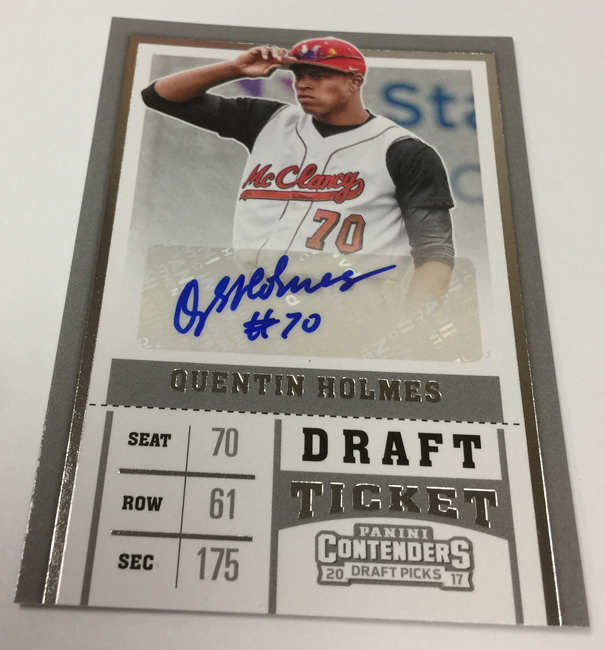 Sta
McClancy
70
Q Holmes
#70
QUENTIN HOLMES
SEAT 70
ROW 61
SEC 175
DRAFT
TICKET
PANINI
CONTENDERS
20 DRAFT PICKS 17